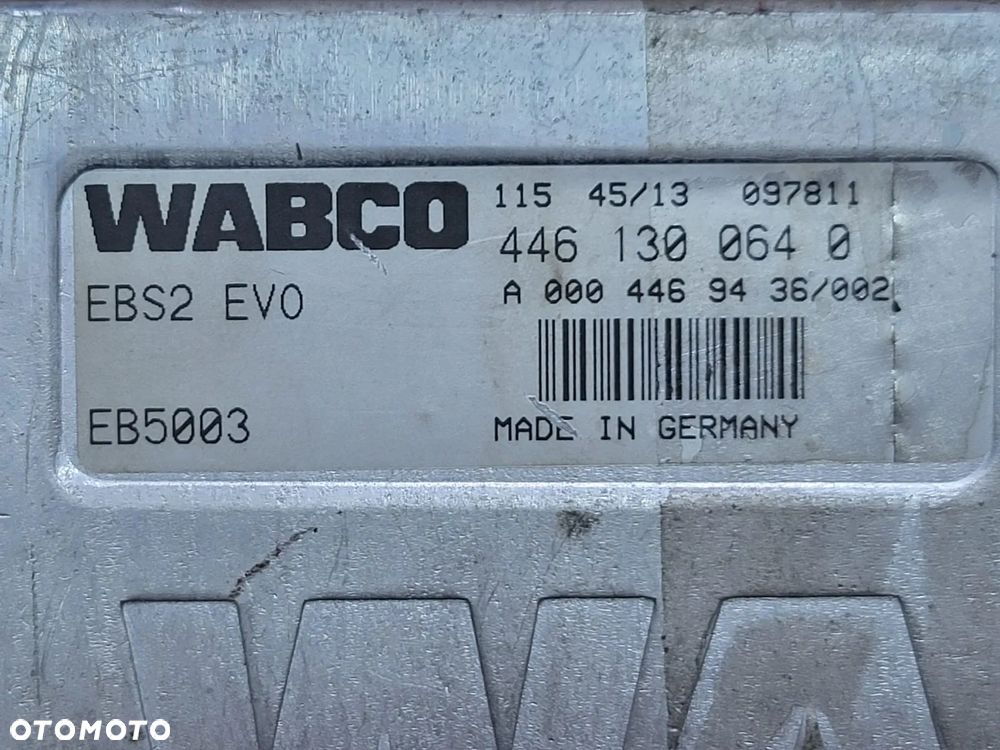 WABCO
EBS2 EVO
EB5003
115 45/13 097811
446 130 064 0
A 000 446 94 36/002
MADE IN GERMANY
WA
OTOMOTO